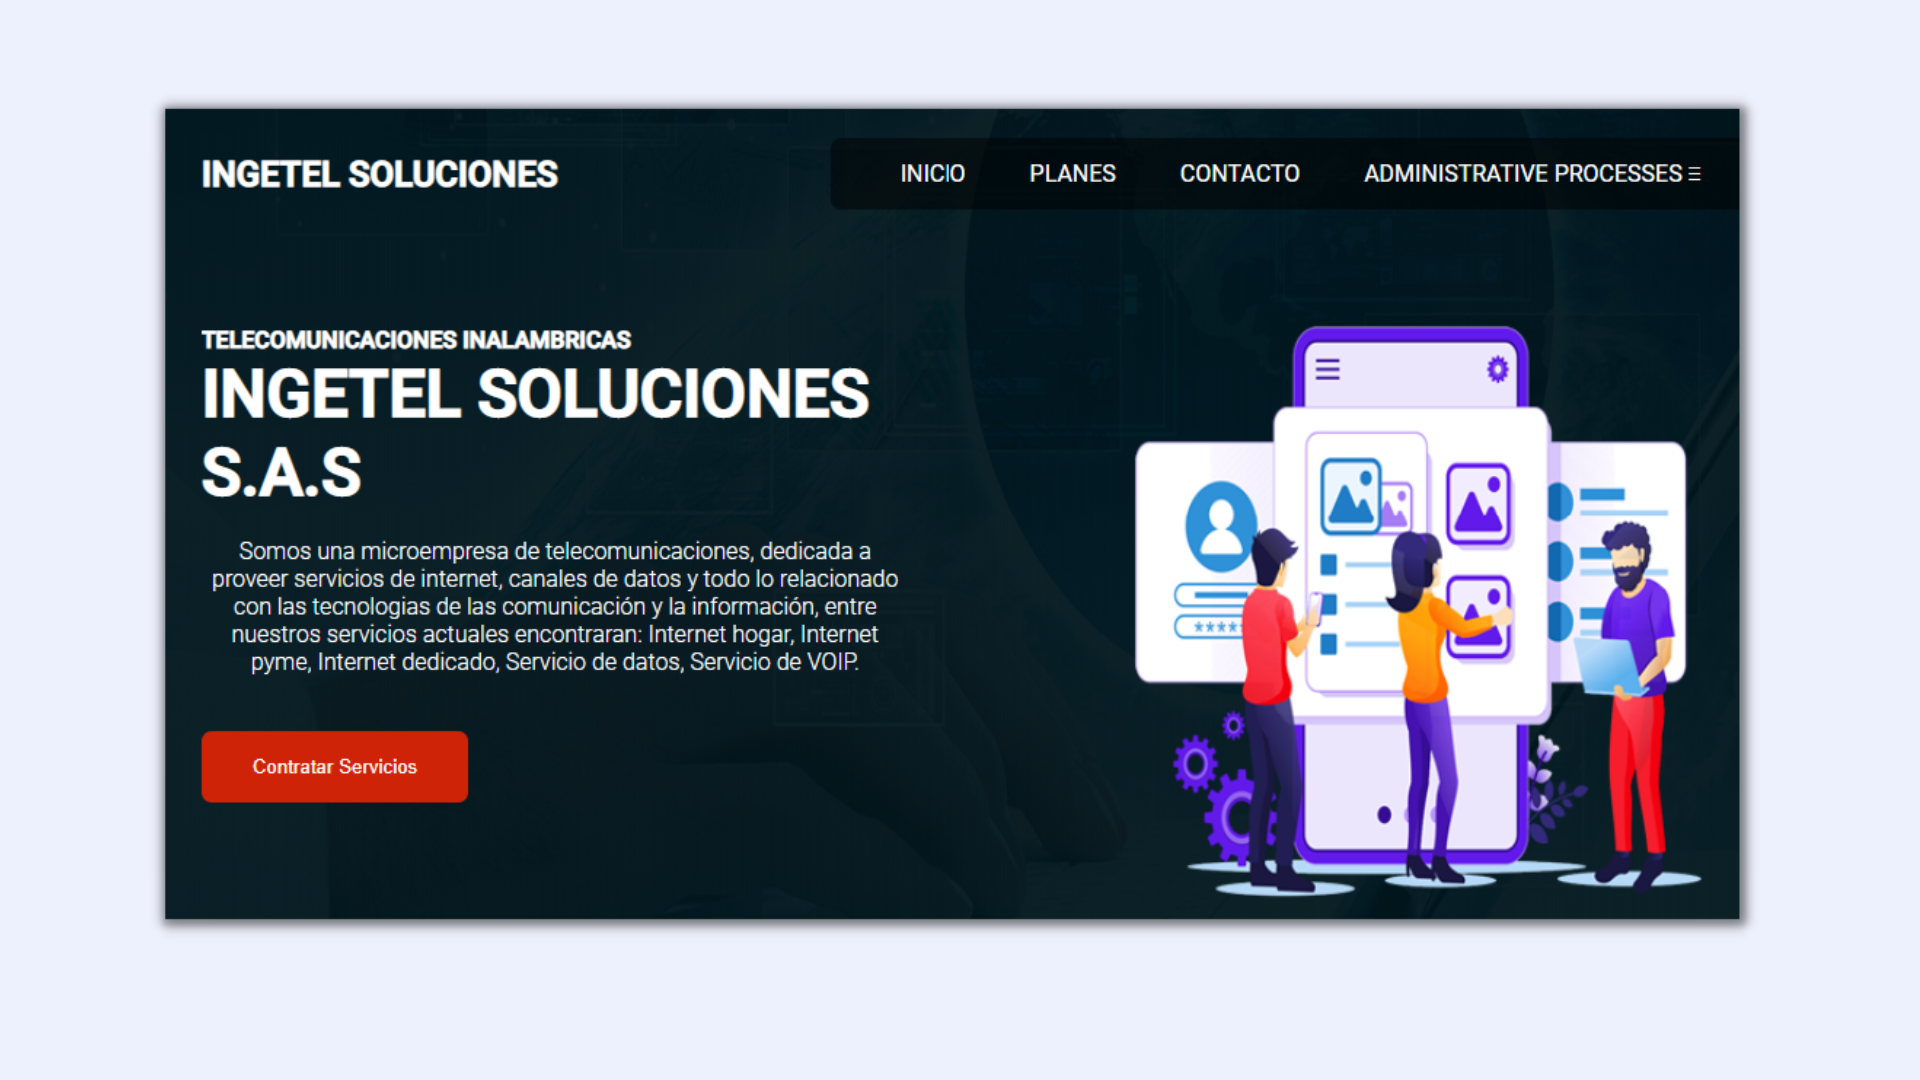 INGETEL SOLUCIONES
INICIO PLANES CONTACTO ADMINISTRATIVE PROCESSES ☰
TELECOMUNICACIONES INALAMBRICAS
INGETEL SOLUCIONES
S.A.S
Somos una microempresa de telecomunicaciones, dedicada a
proveer servicios de internet, canales de datos y todo lo relacionado
con las tecnologias de las comunicación y la información, entre
nuestros servicios actuales encontraran: Internet hogar, Internet
pyme, Internet dedicado, Servicio de datos, Servicio de VOIP.
Contratar Servicios